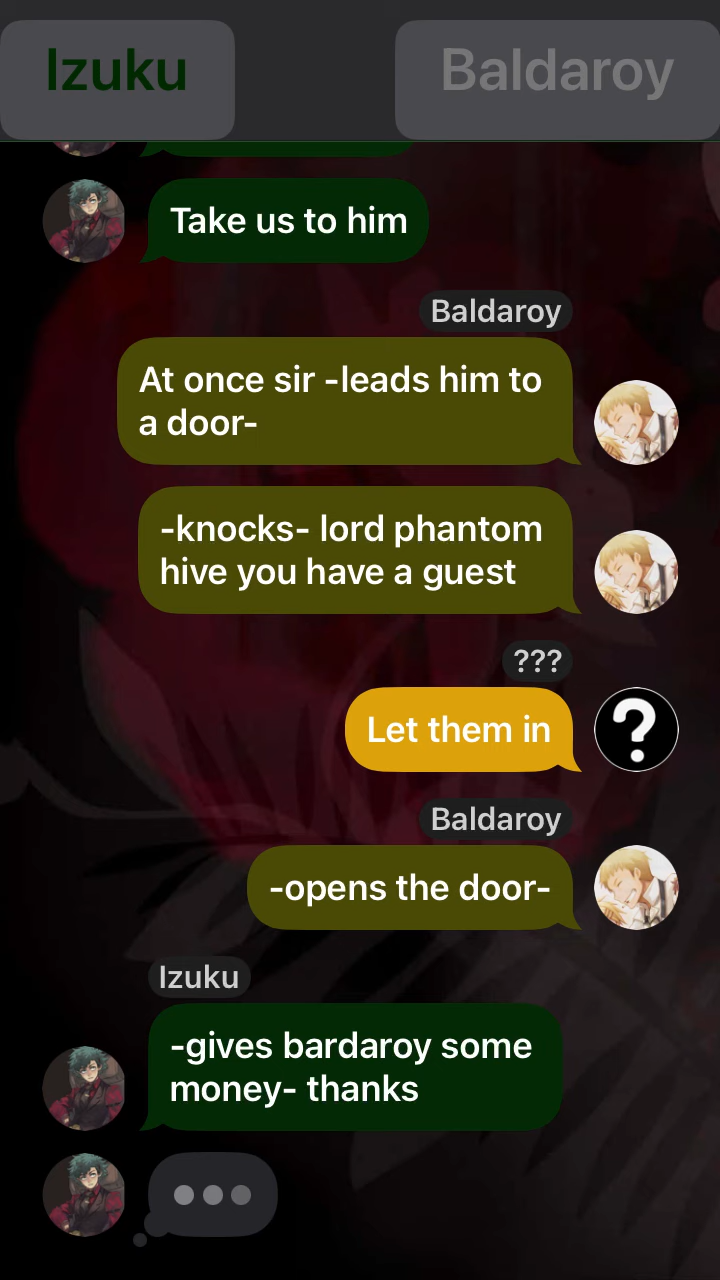 Izuku
Baldaroy
Take us to him
Baldaroy
At once sir -leads him to
a door-
-knocks- lord phantom
hive you have a guest
???
Let them in
?
Baldaroy
-opens the door-
Izuku
-gives bardaroy some
money- thanks